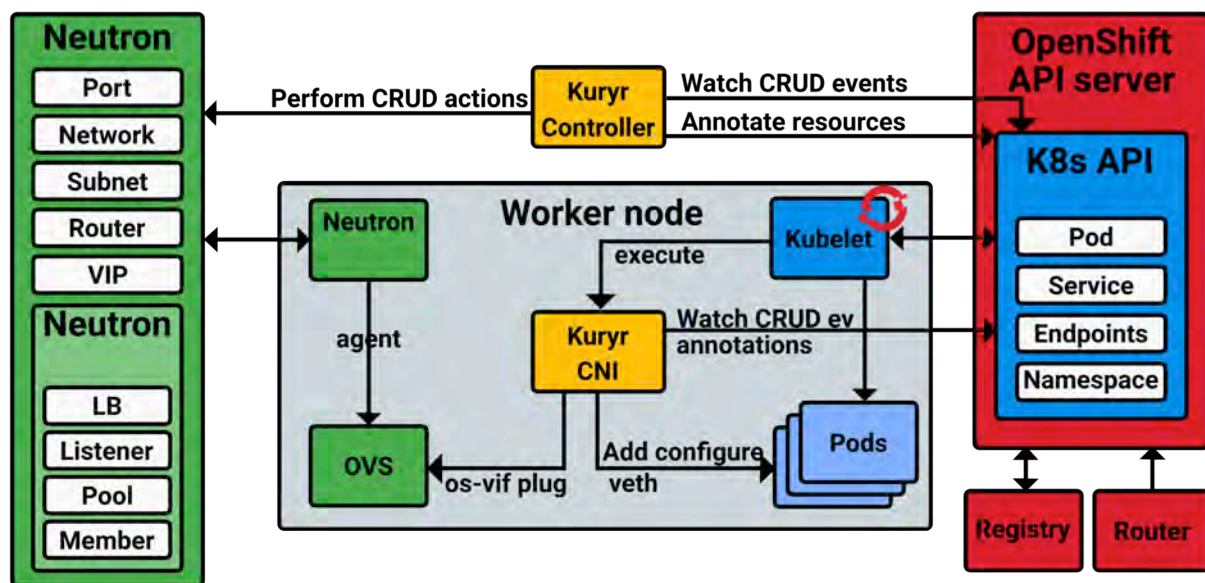 Neutron
Port
Network
Subnet
Router
VIP
Neutron
LB
Listener
Pool
Member
Perform CRUD actions
Kuryr
Controller
Watch CRUD events
Annotate resources
OpenShift
API server
K8s API
Pod
Service
Endpoints
Namespace
Registry
Router
Worker node
Neutron
agent
OVS
Kubelet
execute
Kuryr
CNI
Watch CRUD ev
annotations
os-vif plug
Add configure
veth
Pods